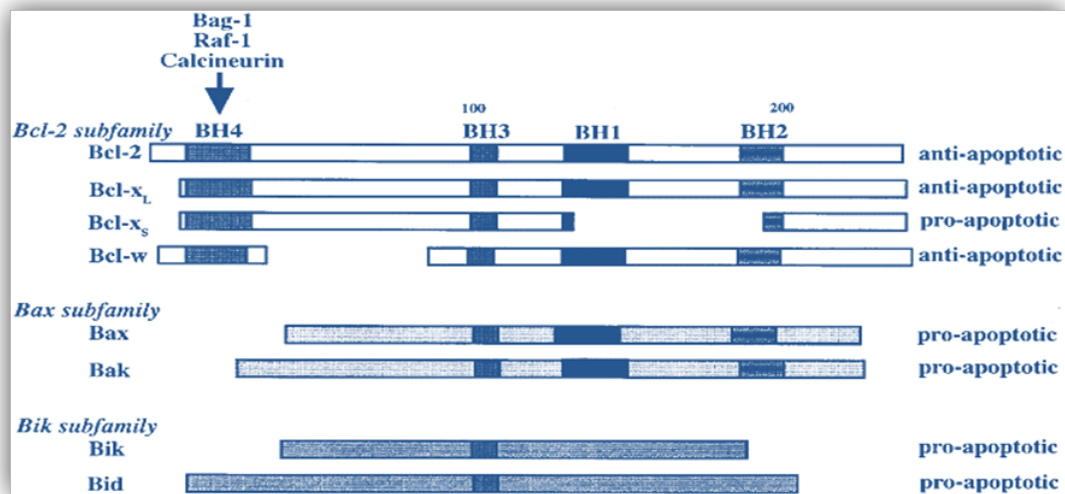 Bag-1
Raf-1
Calcineurin
100 200
Bcl-2 subfamily BH4 BH3 BH1 BH2
Bcl-2 anti-apoptotic
Bcl-xL anti-apoptotic
Bcl-xS pro-apoptotic
Bcl-w anti-apoptotic
Bax subfamily
Bax pro-apoptotic
Bak pro-apoptotic
Bik subfamily
Bik pro-apoptotic
Bid pro-apoptotic